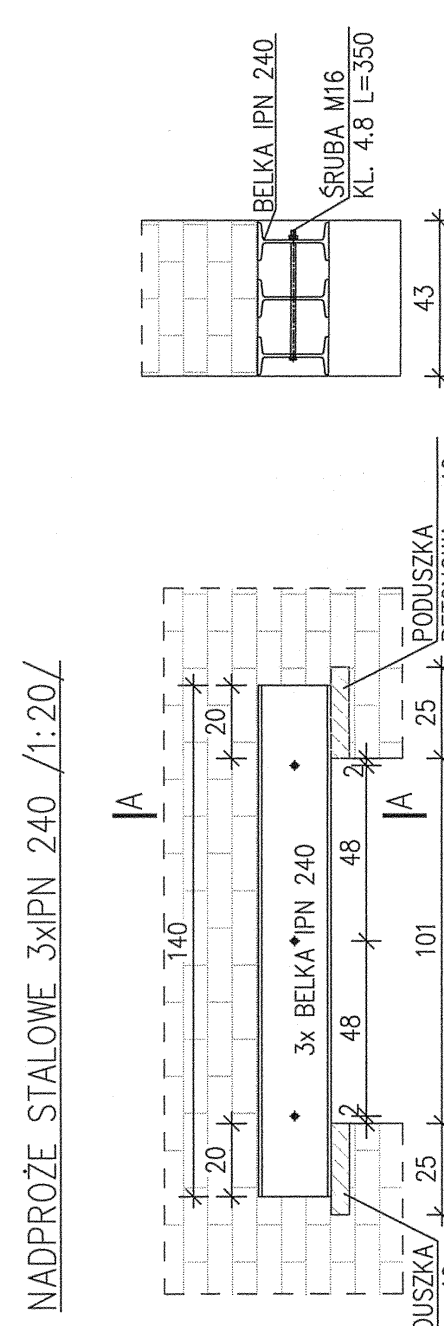 NADPROŻE STALOWE 3xIPN 240 /1:20/
A
140
20
20
3x BELKA IPN 240
2
48
48
2
A
25
101
25
PODUSZKA
BELKA IPN 240
ŚRUBA M16
KL. 4.8 L=350
43